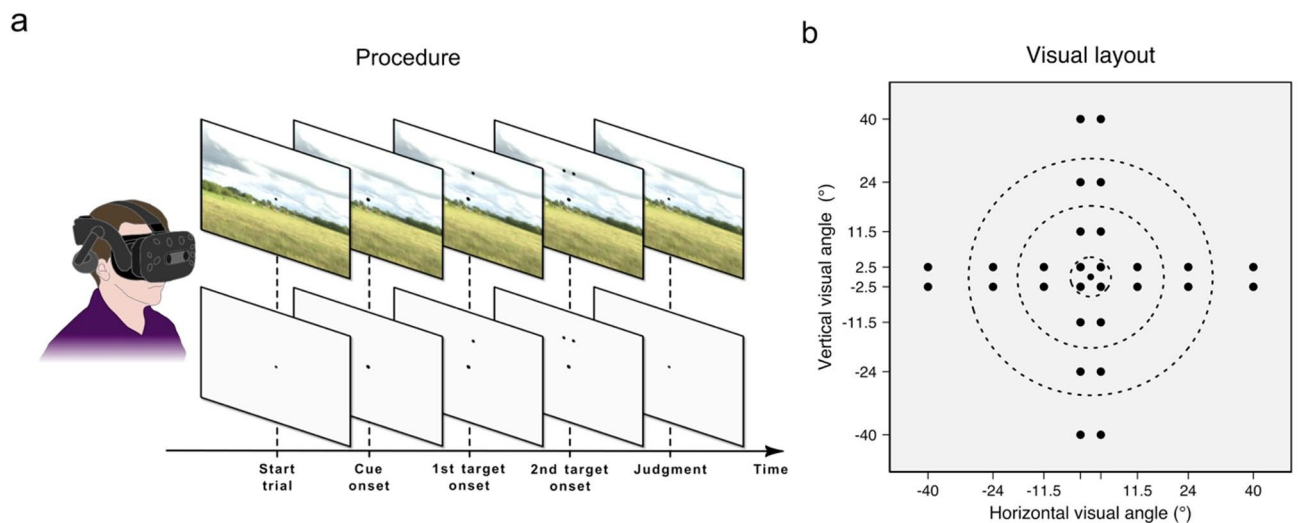 a
Procedure
Start
trial
Cue
onset
1st target
onset
2nd target
onset
Judgment
Time
b
Visual layout
Vertical visual angle (°)
40
24
11.5
2.5
-2.5
-11.5
-24
-40
-40
-24
-11.5
11.5
24
40
Horizontal visual angle (°)